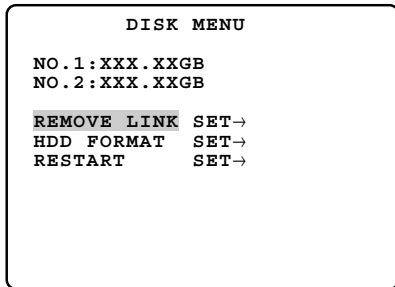 DISK MENU
NO.1:XXX.XXGB
NO.2:XXX.XXGB
REMOVE LINK SET→
HDD FORMAT SET→
RESTART SET→